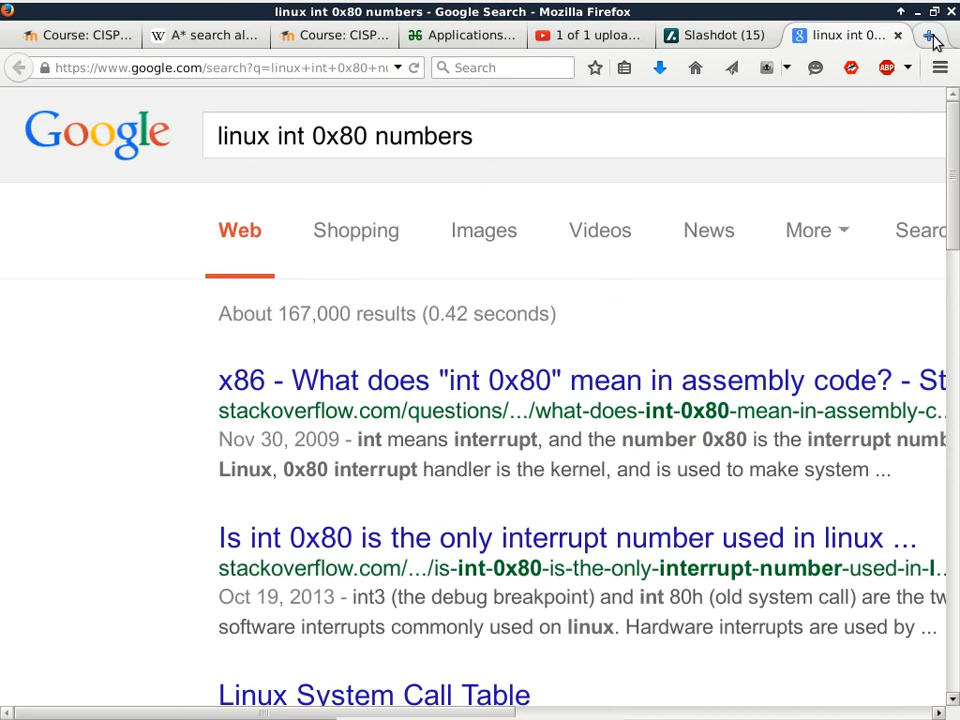 linux int 0x80 numbers - Google Search - Mozilla Firefox
Course: CISP... A* search al... Course: CISP... Applications... 1 of 1 uploa... Slashdot (15) linux int 0...
https://www.google.com/search?q=linux+int+0x80+nu Search ABP
Google linux int 0x80 numbers
Web Shopping Images Videos News More Searc
About 167,000 results (0.42 seconds)
x86 - What does "int 0x80" mean in assembly code? - St
stackoverflow.com/questions/.../what-does-int-0x80-mean-in-assembly-c...
Nov 30, 2009 - int means interrupt, and the number 0x80 is the interrupt numb
Linux, 0x80 interrupt handler is the kernel, and is used to make system ...
Is int 0x80 is the only interrupt number used in linux ...
stackoverflow.com/.../is-int-0x80-is-the-only-interrupt-number-used-in-l...
Oct 19, 2013 - int3 (the debug breakpoint) and int 80h (old system call) are the tw
software interrupts commonly used on linux. Hardware interrupts are used by ...
Linux System Call Table